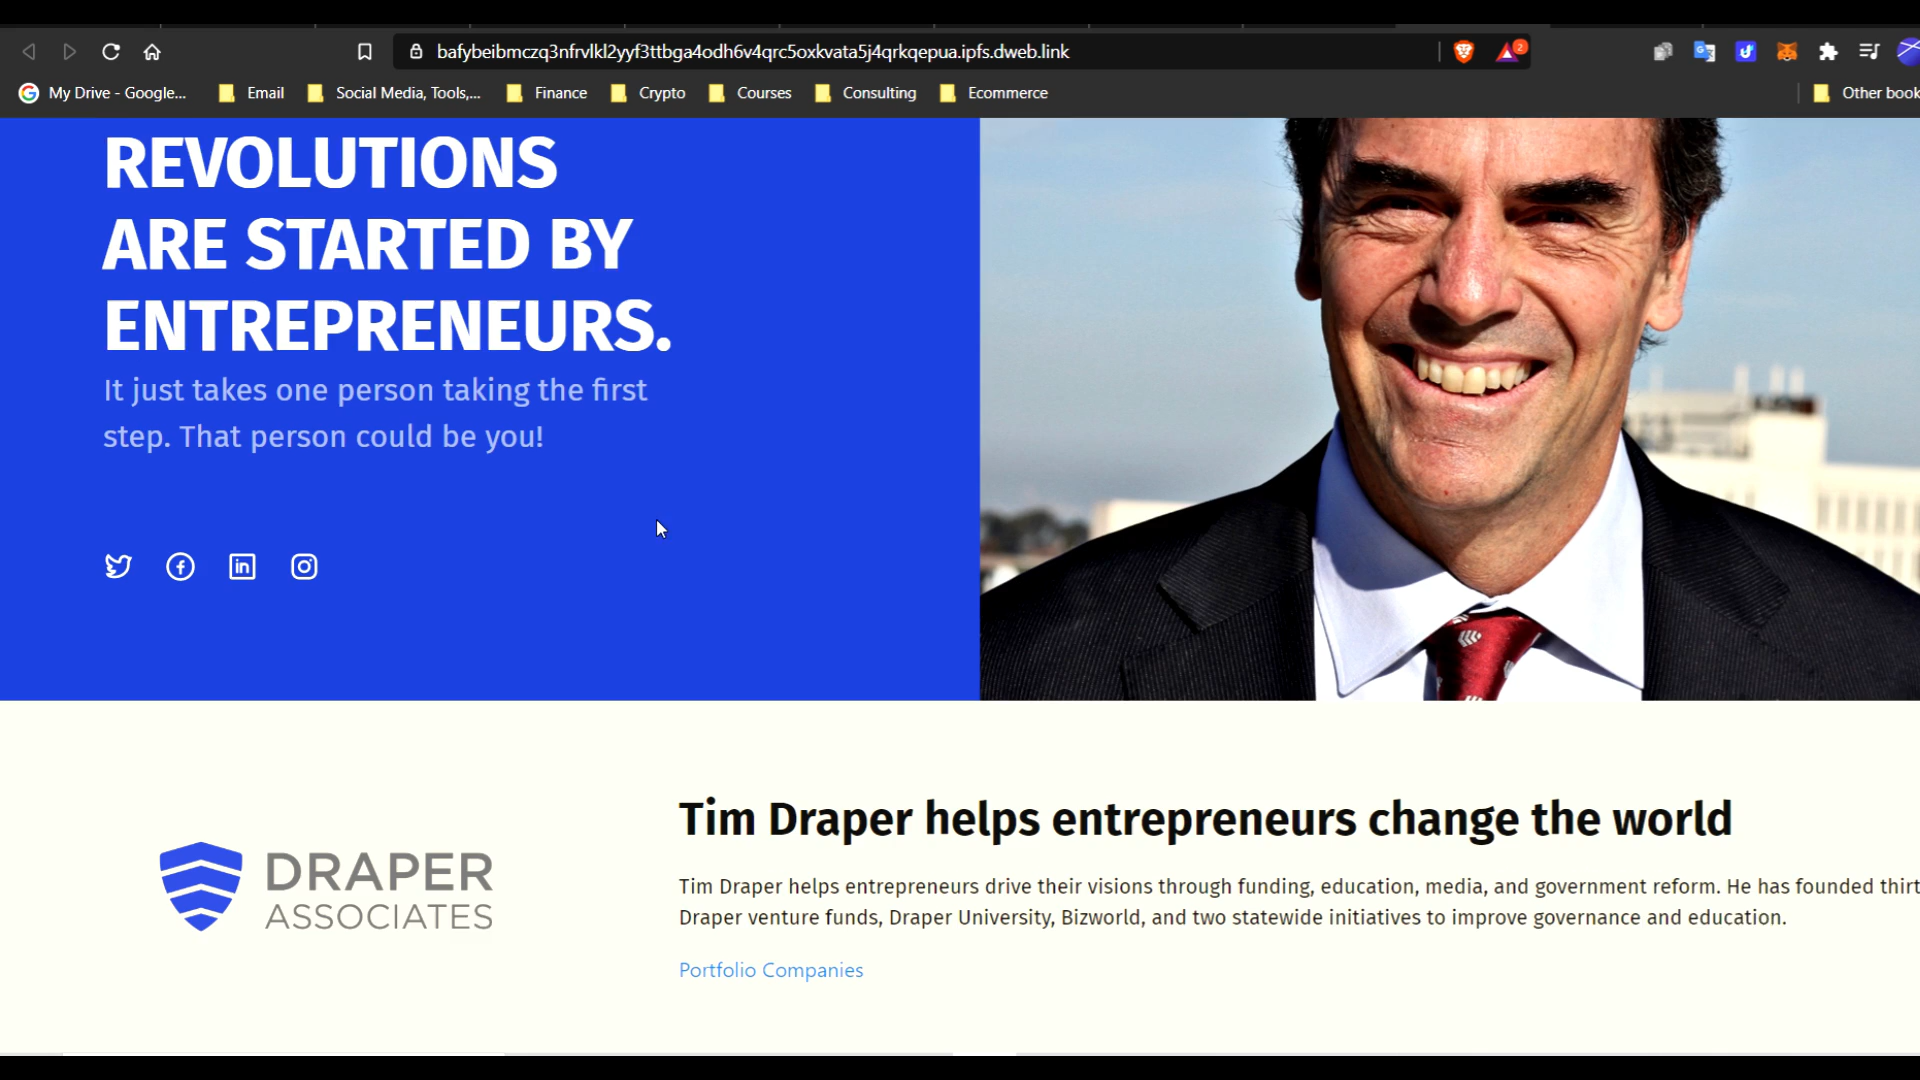 bafybeibmczq3nfrvlkl2yyf3ttbga4odh6v4qrc5oxkvata5j4qrkqepua.ipfs.dweb.link
2
My Drive - Google... Email Social Media, Tools,... Finance Crypto Courses Consulting Ecommerce Other book
REVOLUTIONS
ARE STARTED BY
ENTREPRENEURS.
It just takes one person taking the first
step. That person could be you!
DRAPER
ASSOCIATES
Tim Draper helps entrepreneurs change the world
Tim Draper helps entrepreneurs drive their visions through funding, education, media, and government reform. He has founded thirt
Draper venture funds, Draper University, Bizworld, and two statewide initiatives to improve governance and education.
Portfolio Companies